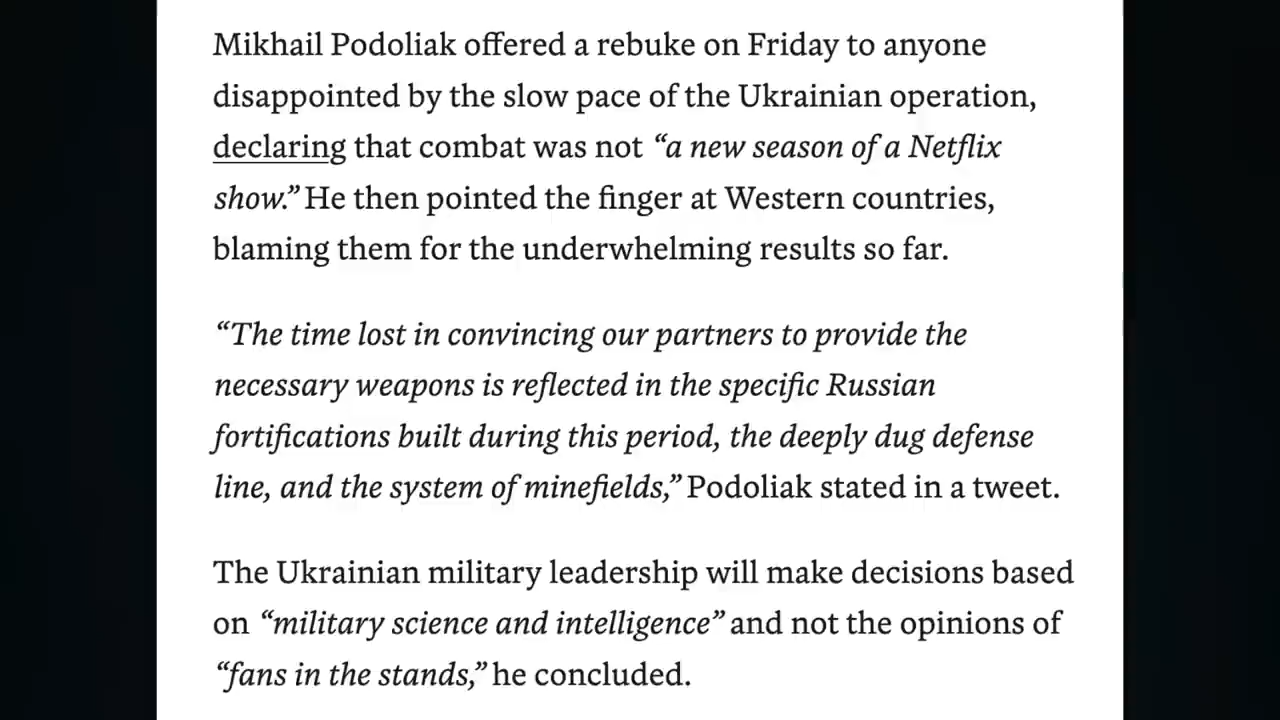 Mikhail Podoliak offered a rebuke on Friday to anyone
disappointed by the slow pace of the Ukrainian operation,
declaring that combat was not “a new season of a Netflix
show.” He then pointed the finger at Western countries,
blaming them for the underwhelming results so far.
“The time lost in convincing our partners to provide the
necessary weapons is reflected in the specific Russian
fortifications built during this period, the deeply dug defense
line, and the system of minefields,” Podoliak stated in a tweet.
The Ukrainian military leadership will make decisions based
on “military science and intelligence” and not the opinions of
“fans in the stands,” he concluded.